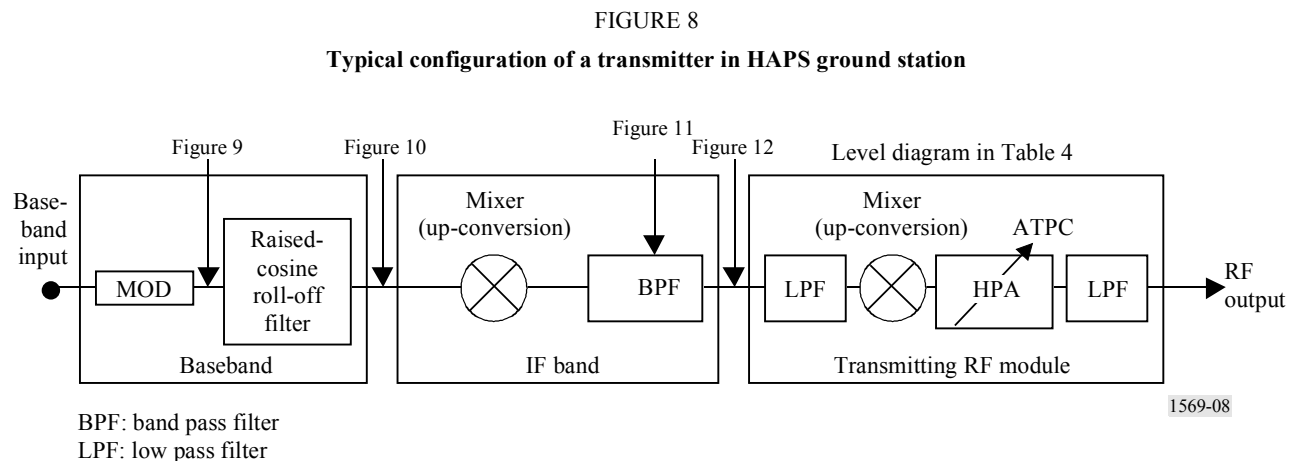 FIGURE 8
Typical configuration of a transmitter in HAPS ground station
Figure 9
Figure 10
Figure 11
Figure 12
Level diagram in Table 4
Base-
band
input
MOD
Raised-
cosine
roll-off
filter
Baseband
Mixer
(up-conversion)
BPF
IF band
LPF
Mixer
(up-conversion)
ATPC
HPA
LPF
Transmitting RF module
RF
output
1569-08
BPF: band pass filter
LPF: low pass filter